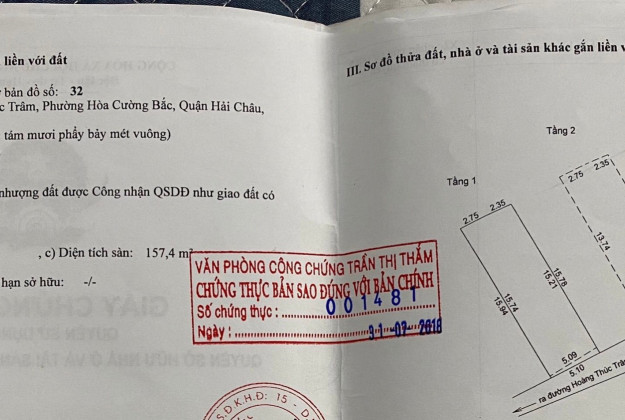 liền với đất
bản đồ số: 32
c Trâm, Phường Hòa Cường Bắc, Quận Hải Châu,
tám mươi phẩy bảy mét vuông)
nhượng đất được Công nhận QSDĐ như giao đất có
, c) Diện tích sàn: 157,4 m²
hạn sở hữu: -/-
VĂN PHÒNG CÔNG CHỨNG TRẦN THỊ THẮM
CHỨNG THỰC BẢN SAO ĐÚNG VỚI BẢN CHÍNH
Số chứng thực : 001481
Ngày : 31-07-2018
S.Đ.K.H.Đ: 15 - D
III. Sơ đồ thửa đất, nhà ở và tài sản khác gắn liền v
Tầng 2
2.75 2.35
13.74
Tầng 1
2.75 2.35
15.74
15.94
15.78
15.21
5.09
5.10
ra đường Hoàng Thúc Trâ